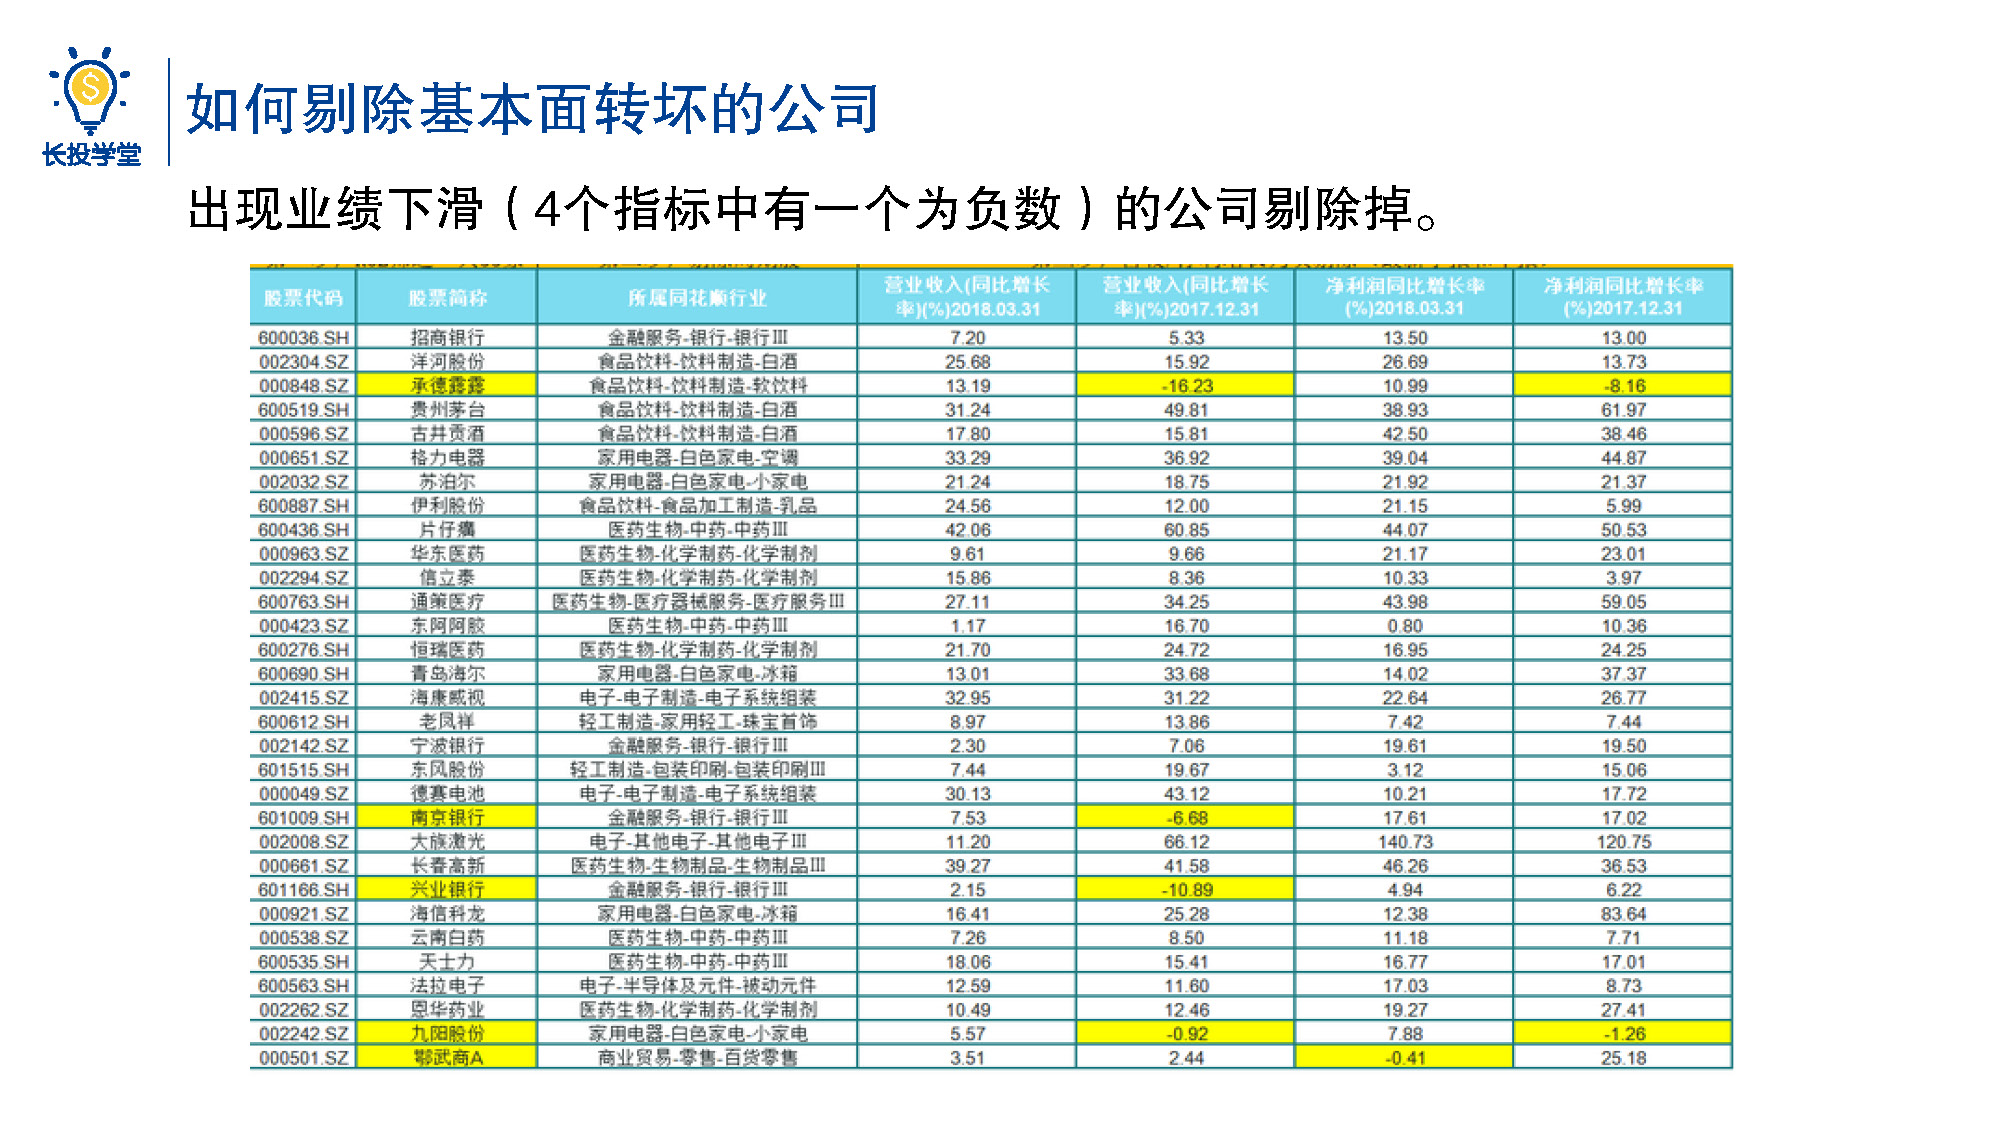 长投学堂
如何剔除基本面转坏的公司
出现业绩下滑（4个指标中有一个为负数）的公司剔除掉。
股票代码 股票简称 所属同花顺行业 营业收入(同比增长率)(%)2018.03.31 营业收入(同比增长率)(%)2017.12.31 净利润同比增长率(%)2018.03.31 净利润同比增长率(%)2017.12.31
600036.SH 招商银行 金融服务-银行-银行Ⅲ 7.20 5.33 13.50 13.00
002304.SZ 洋河股份 食品饮料-饮料制造-白酒 25.68 15.92 26.69 13.73
000848.SZ 承德露露 食品饮料-饮料制造-软饮料 13.19 -16.23 10.99 -8.16
600519.SH 贵州茅台 食品饮料-饮料制造-白酒 31.24 49.81 38.93 61.97
000596.SZ 古井贡酒 食品饮料-饮料制造-白酒 17.80 15.81 42.50 38.46
000651.SZ 格力电器 家用电器-白色家电-空调 33.29 36.92 39.04 44.87
002032.SZ 苏泊尔 家用电器-白色家电-小家电 21.24 18.75 21.92 21.37
600887.SH 伊利股份 食品饮料-食品加工制造-乳品 24.56 12.00 21.15 5.99
600436.SH 片仔癀 医药生物-中药-中药Ⅲ 42.06 60.85 44.07 50.53
000963.SZ 华东医药 医药生物-化学制药-化学制剂 9.61 9.66 21.17 23.01
002294.SZ 信立泰 医药生物-化学制药-化学制剂 15.86 8.36 10.33 3.97
600763.SH 通策医疗 医药生物-医疗器械服务-医疗服务Ⅲ 27.11 34.25 43.98 59.05
000423.SZ 东阿阿胶 医药生物-中药-中药Ⅲ 1.17 16.70 0.80 10.36
600276.SH 恒瑞医药 医药生物-化学制药-化学制剂 21.70 24.72 16.95 24.25
600690.SH 青岛海尔 家用电器-白色家电-冰箱 13.01 33.68 14.02 37.37
002415.SZ 海康威视 电子-电子制造-电子系统组装 32.95 31.22 22.64 26.77
600612.SH 老凤祥 轻工制造-家用轻工-珠宝首饰 8.97 13.86 7.42 7.44
002142.SZ 宁波银行 金融服务-银行-银行Ⅲ 2.30 7.06 19.61 19.50
601515.SH 东风股份 轻工制造-包装印刷-包装印刷Ⅲ 7.44 19.67 3.12 15.06
000049.SZ 德赛电池 电子-电子制造-电子系统组装 30.13 43.12 10.21 17.72
601009.SH 南京银行 金融服务-银行-银行Ⅲ 7.53 -6.68 17.61 17.02
002008.SZ 大族激光 电子-其他电子-其他电子Ⅲ 11.20 66.12 140.73 120.75
000661.SZ 长春高新 医药生物-生物制品-生物制品Ⅲ 39.27 41.58 46.26 36.53
601166.SH 兴业银行 金融服务-银行-银行Ⅲ 2.15 -10.89 4.94 6.22
000921.SZ 海信科龙 家用电器-白色家电-冰箱 16.41 25.28 12.38 83.64
000538.SZ 云南白药 医药生物-中药-中药Ⅲ 7.26 8.50 11.18 7.71
600535.SH 天士力 医药生物-中药-中药Ⅲ 18.06 15.41 16.77 17.01
600563.SH 法拉电子 电子-半导体及元件-被动元件 12.59 11.60 17.03 8.73
002262.SZ 恩华药业 医药生物-化学制药-化学制剂 10.49 12.46 19.27 27.41
002242.SZ 九阳股份 家用电器-白色家电-小家电 5.57 -0.92 7.88 -1.26
000501.SZ 鄂武商A 商业贸易-零售-百货零售 3.51 2.44 -0.41 25.18